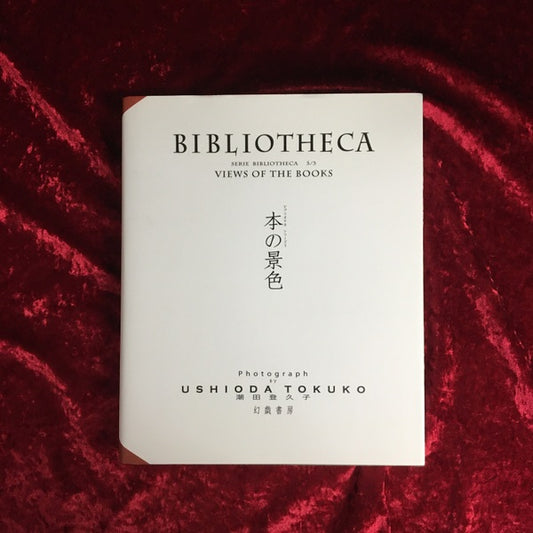 BIBLIOTHECA
SERIE BIBLIOTHECA 3/3
VIEWS OF THE BOOKS
本の景色
Photograph
BY
USHIODA TOKUKO
潮田登久子
幻戯書房